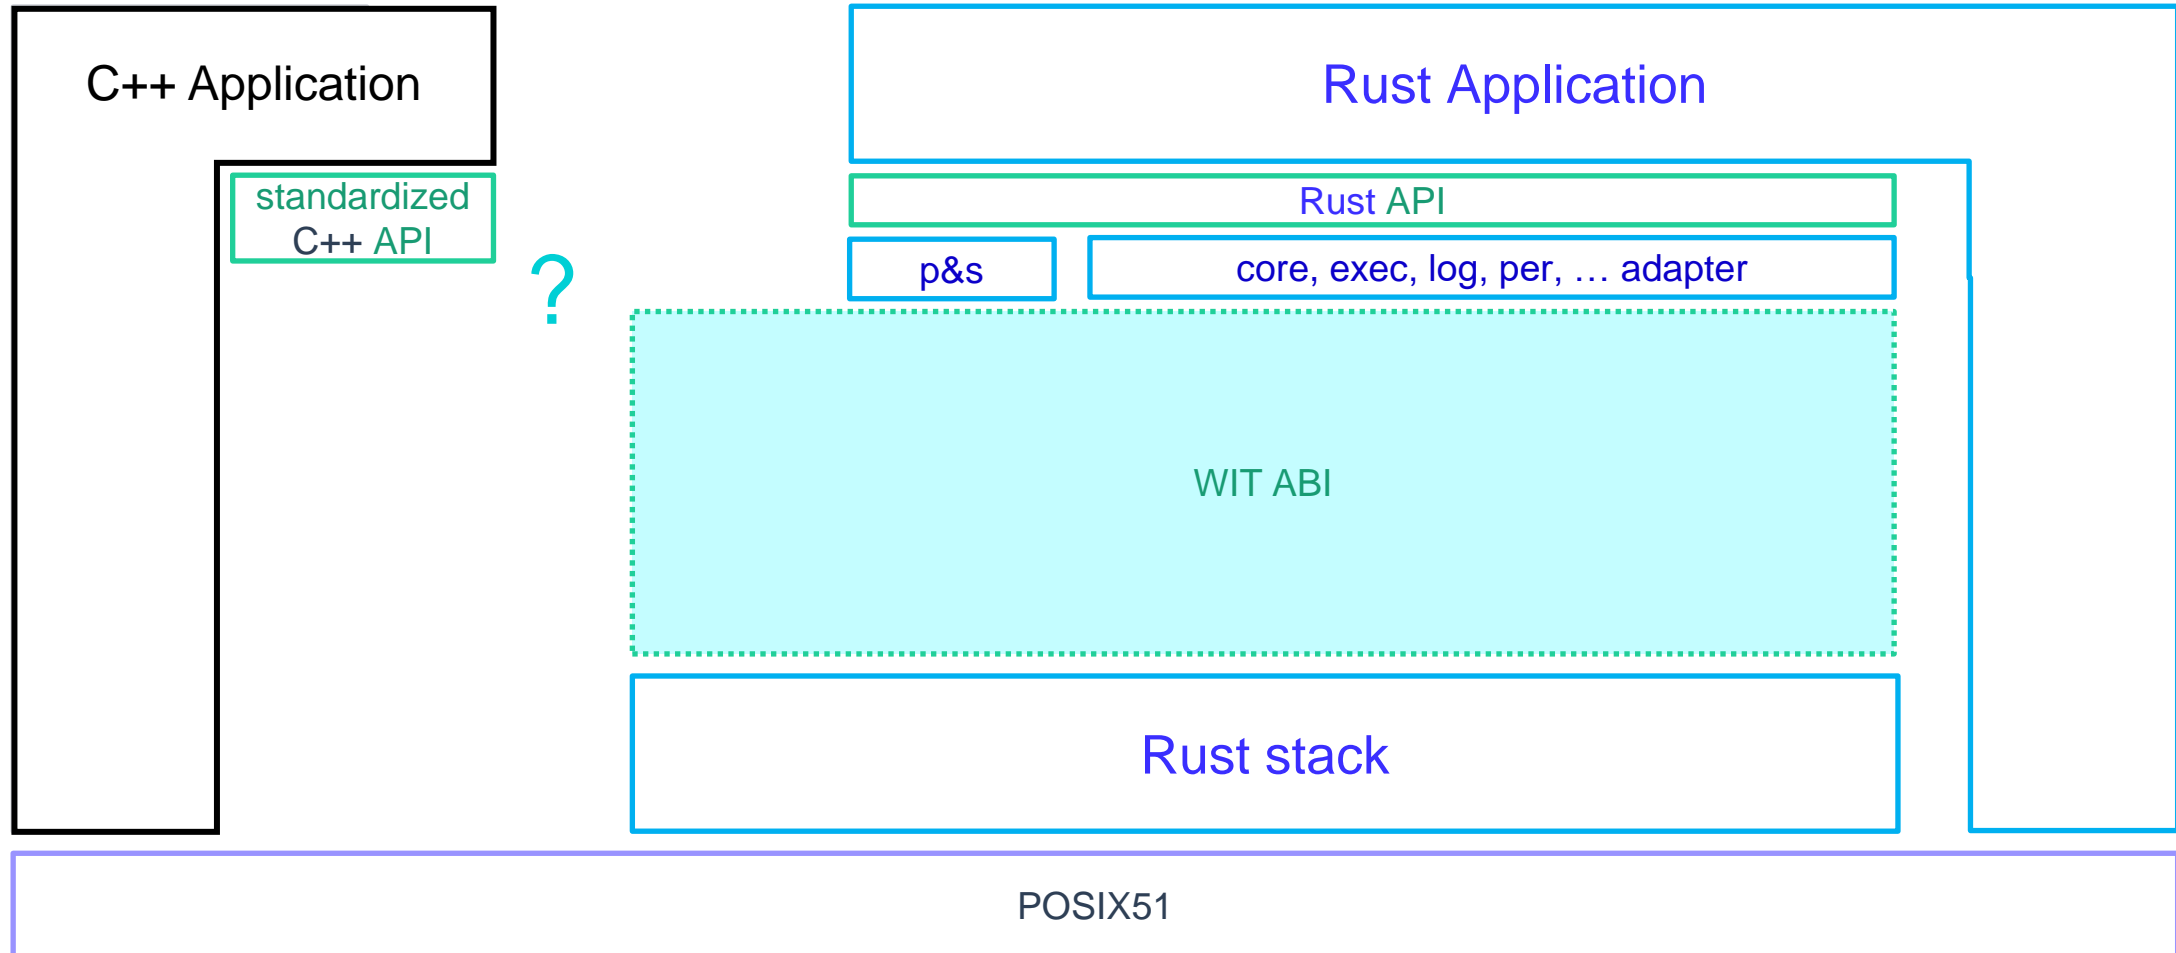 C++ Application
Rust Application
standardized
C++ API
Rust API
?
p&s
core, exec, log, per, … adapter
WIT ABI
Rust stack
POSIX51